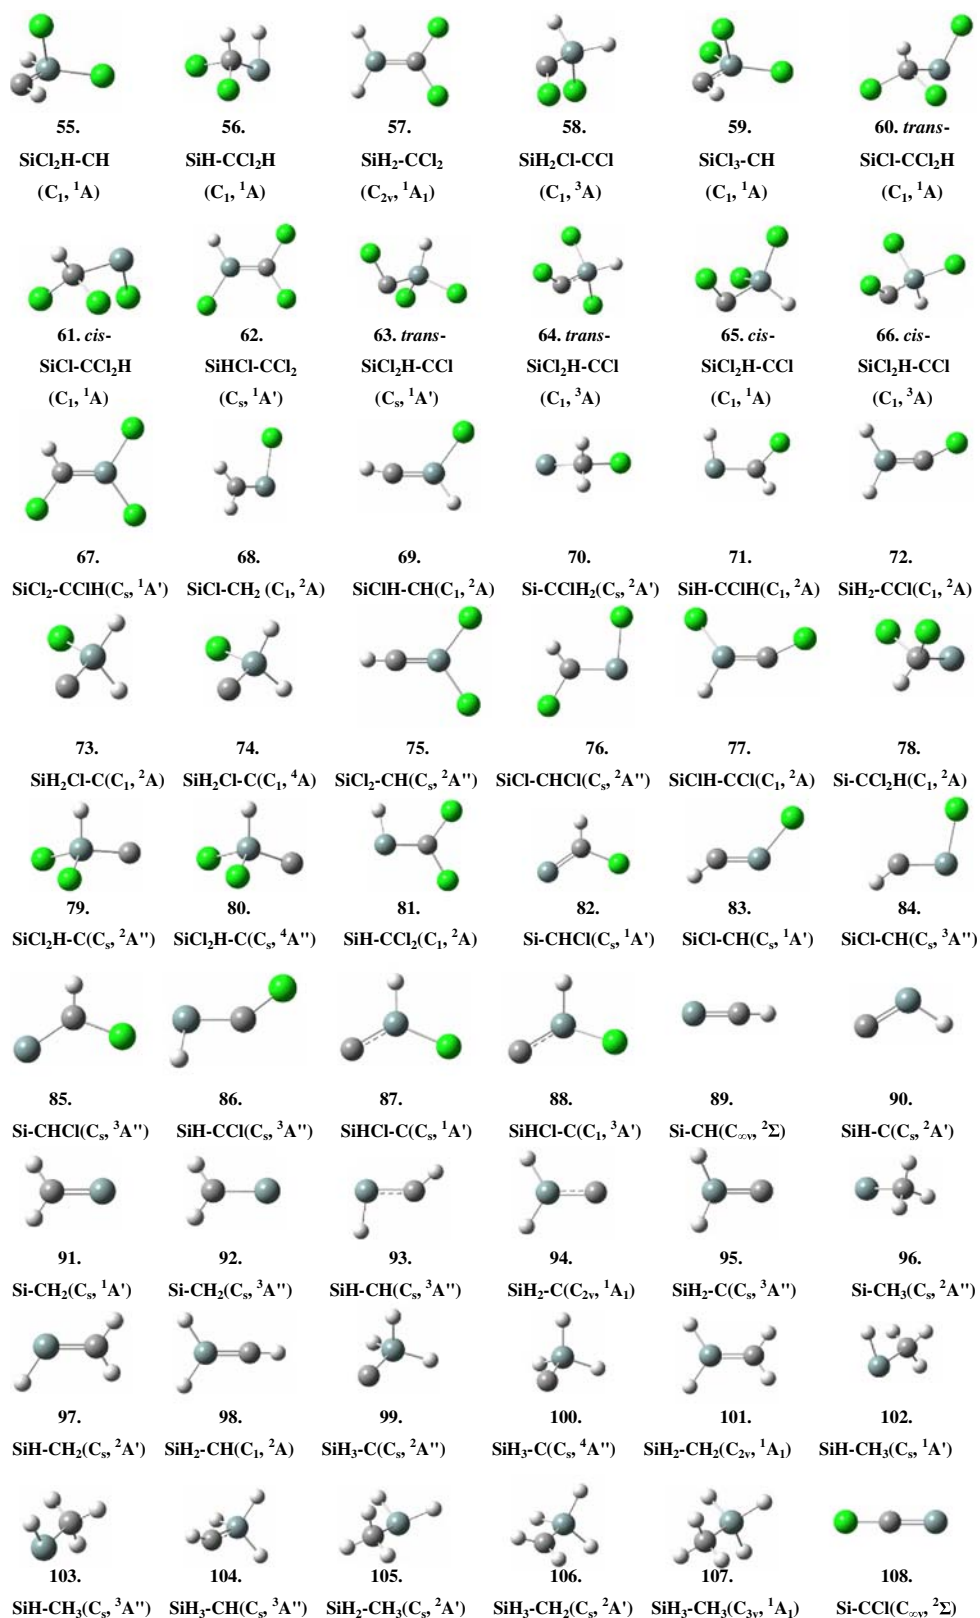 55. 56. 57. 58. 59. 60. trans-
SiCl₂H-CH SiH-CCl₂H SiH₂-CCl₂ SiH₂Cl-CCl SiCl₃-CH SiCl-CCl₂H
(C₁, ¹A) (C₁, ¹A) (C₂ᵥ, ¹A₁) (C₁, ³A) (C₁, ¹A) (C₁, ¹A)
61. cis- 62. 63. trans- 64. trans- 65. cis- 66. cis-
SiCl-CCl₂H SiHCl-CCl₂ SiCl₂H-CCl SiCl₂H-CCl SiCl₂H-CCl SiCl₂H-CCl
(C₁, ¹A) (Cₛ, ¹A') (Cₛ, ¹A') (C₁, ³A) (C₁, ¹A) (C₁, ³A)
67. 68. 69. 70. 71. 72.
SiCl₂-CClH(Cₛ, ¹A') SiCl-CH₂ (C₁, ²A) SiClH-CH(C₁, ²A) Si-CClH₂(Cₛ, ²A') SiH-CClH(C₁, ²A) SiH₂-CCl(C₁, ²A)
73. 74. 75. 76. 77. 78.
SiH₂Cl-C(C₁, ²A) SiH₂Cl-C(C₁, ⁴A) SiCl₂-CH(Cₛ, ²A") SiCl-CHCl(Cₛ, ²A") SiClH-CCl(C₁, ²A) Si-CCl₂H(C₁, ²A)
79. 80. 81. 82. 83. 84.
SiCl₂H-C(Cₛ, ²A") SiCl₂H-C(Cₛ, ⁴A") SiH-CCl₂(C₁, ²A) Si-CHCl(Cₛ, ¹A') SiCl-CH(Cₛ, ¹A') SiCl-CH(Cₛ, ³A")
85. 86. 87. 88. 89. 90.
Si-CHCl(Cₛ, ³A") SiH-CCl(Cₛ, ³A") SiHCl-C(Cₛ, ¹A') SiHCl-C(C₁, ³A') Si-CH(C∞ᵥ, ²Σ) SiH-C(Cₛ, ²A')
91. 92. 93. 94. 95. 96.
Si-CH₂(Cₛ, ¹A') Si-CH₂(Cₛ, ³A") SiH-CH(Cₛ, ³A") SiH₂-C(C₂ᵥ, ¹A₁) SiH₂-C(Cₛ, ³A") Si-CH₃(Cₛ, ²A")
97. 98. 99. 100. 101. 102.
SiH-CH₂(Cₛ, ²A') SiH₂-CH(C₁, ²A) SiH₃-C(Cₛ, ²A") SiH₃-C(Cₛ, ⁴A") SiH₂-CH₂(C₂ᵥ, ¹A₁) SiH-CH₃(Cₛ, ¹A')
103. 104. 105. 106. 107. 108.
SiH-CH₃(Cₛ, ³A") SiH₃-CH(Cₛ, ³A") SiH₂-CH₃(Cₛ, ²A') SiH₃-CH₂(Cₛ, ²A') SiH₃-CH₃(C₃ᵥ, ¹A₁) Si-CCl(C∞ᵥ, ²Σ)